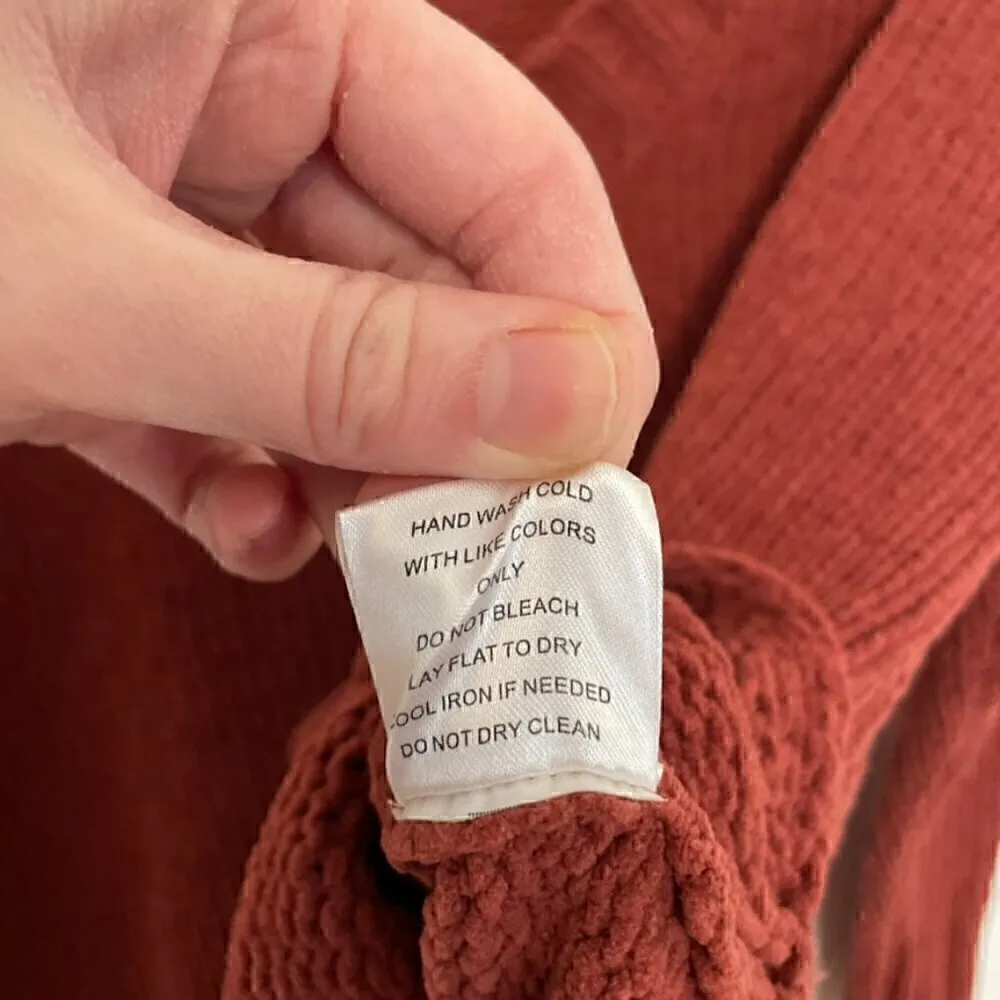 HAND WASH COLD
WITH LIKE COLORS
ONLY
DO NOT BLEACH
LAY FLAT TO DRY
COOL IRON IF NEEDED
DO NOT DRY CLEAN